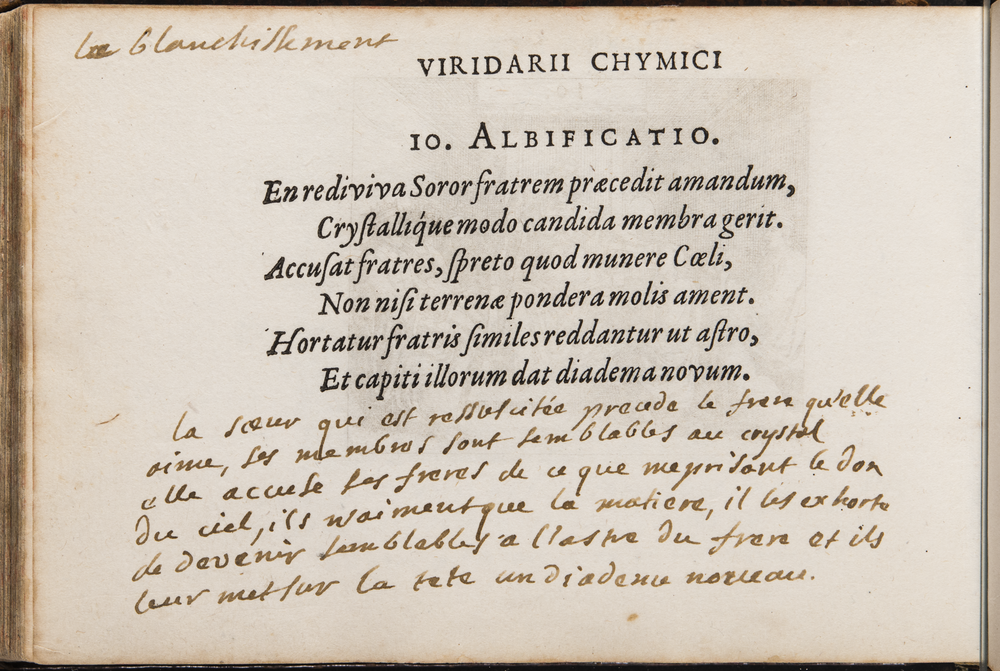 le blanchissement
VIRIDARII CHYMICI
10. ALBIFICATIO.
En rediviva Soror fratrem præcedit amandum,
Cryſtallíque modo candida membra gerit.
Accuſat fratres, ſpreto quod munere Cœli,
Non niſi terrenæ pondera molis ament.
Hortatur fratris ſimiles reddantur ut aſtro,
Et capiti illorum dat diadema novum.
la sœur qui est ressuscitée precede le frere qu'elle
aime, ses membros sont semblables au crystal
elle accuse ses freres de ce que meprisant le don
du ciel, ils n'aiment que la matiere, il les exhorte
de devenir semblables a l'astre du frere et ils
leur met sur la tete un diademe nouveau.